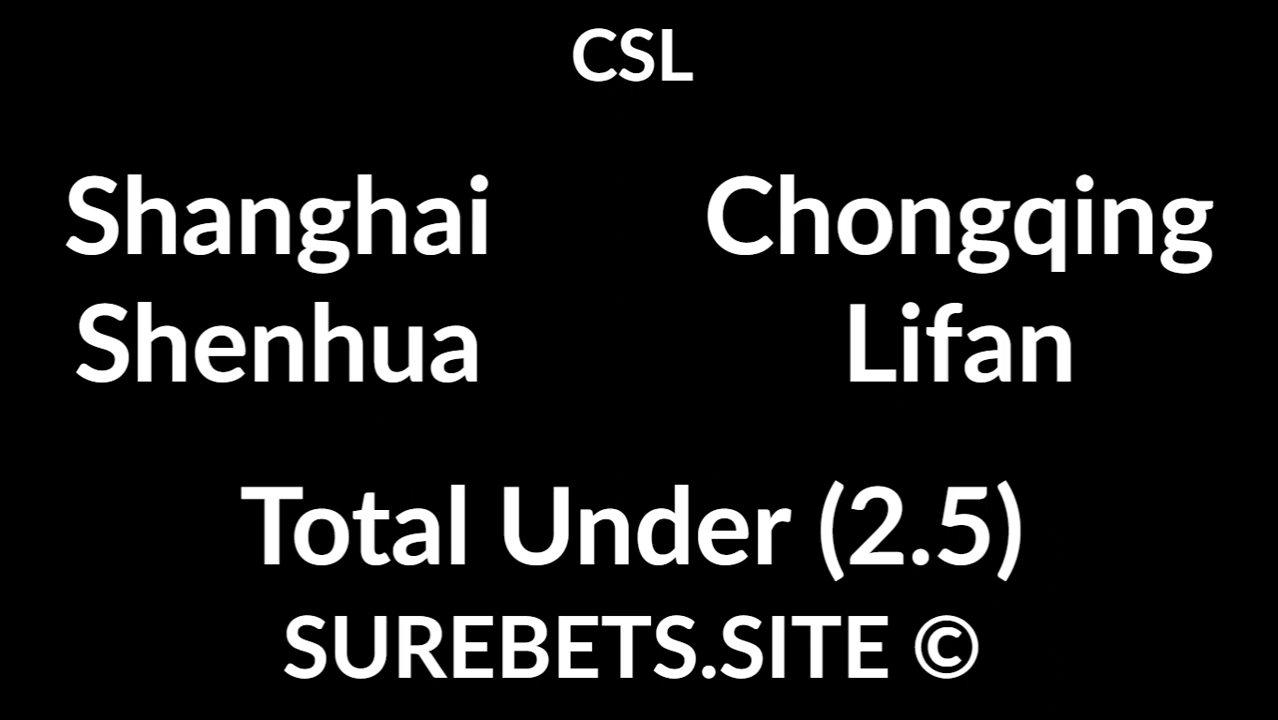 CSL
Shanghai Chongqing
Shenhua Lifan
Total Under (2.5)
SUREBETS.SITE ©